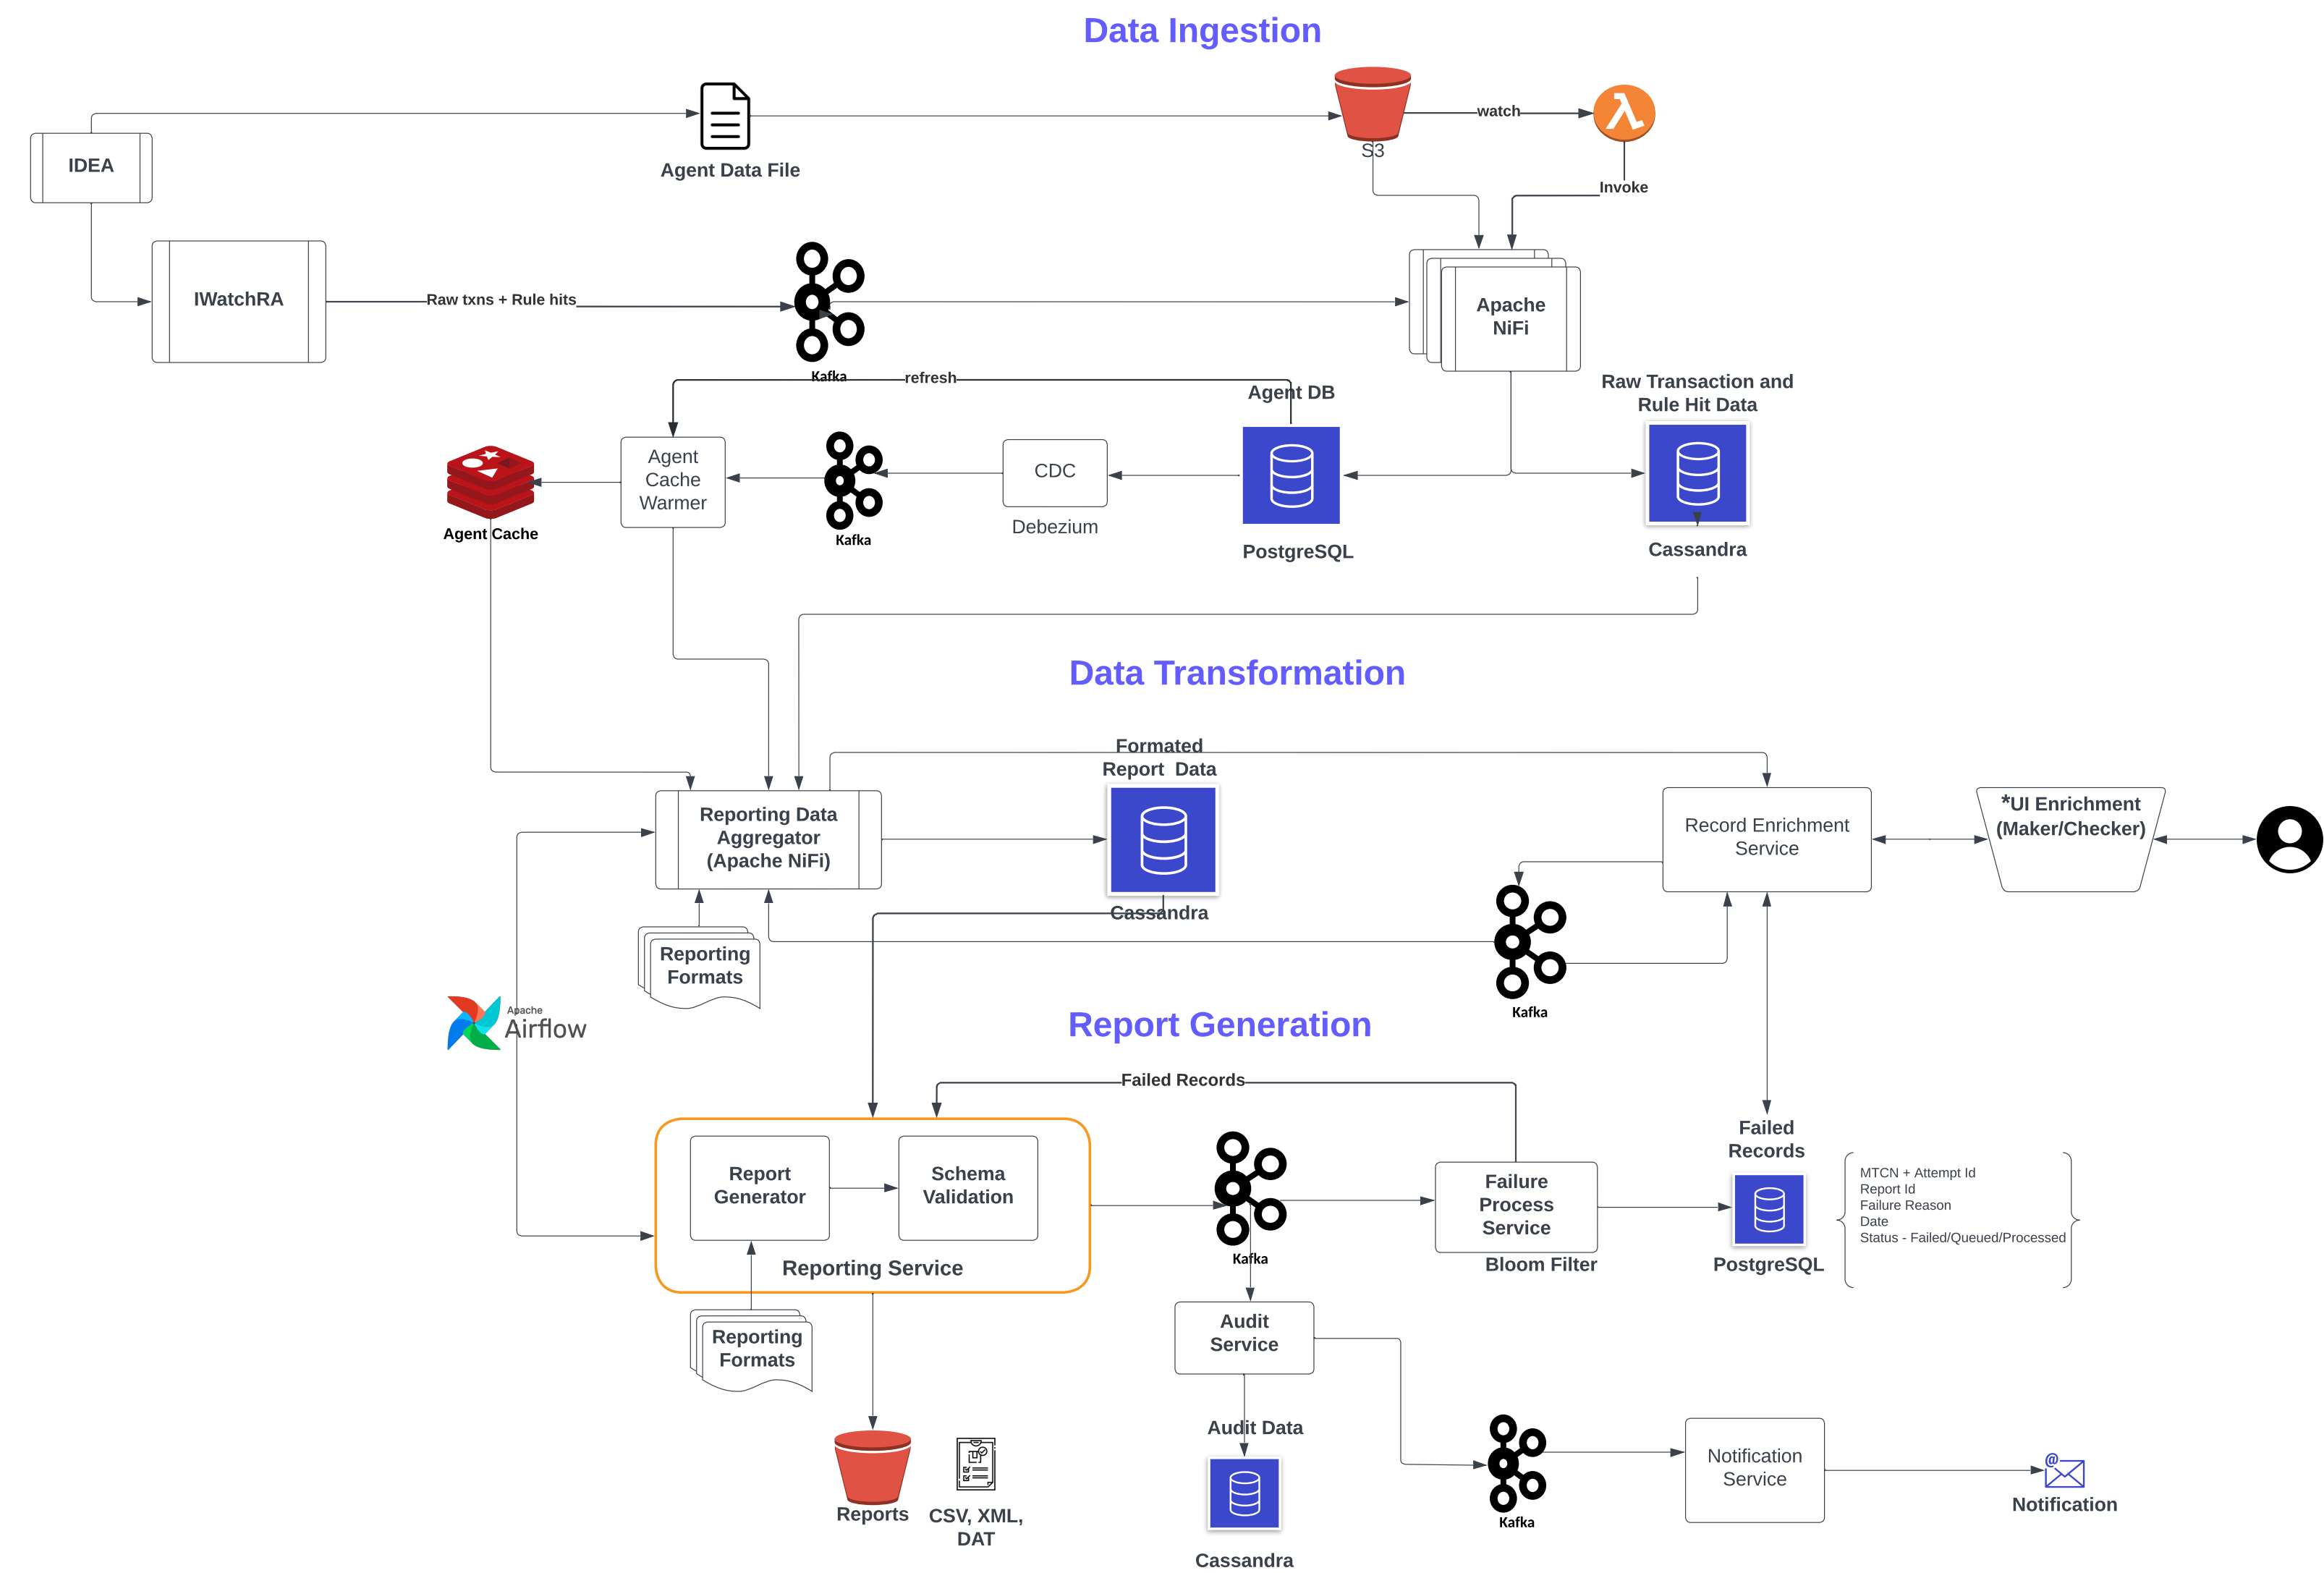 Data Ingestion
IDEA
Agent Data File
S3
watch
Invoke
IWatchRA
Raw txns + Rule hits
Kafka
Apache
NiFi
refresh
Agent DB
Raw Transaction and
Rule Hit Data
Agent Cache
Agent
Cache
Warmer
Kafka
CDC
Debezium
PostgreSQL
Cassandra
Data Transformation
Formated
Report Data
Reporting Data
Aggregator
(Apache NiFi)
Cassandra
Record Enrichment
Service
*UI Enrichment
(Maker/Checker)
Reporting
Formats
Kafka
Apache
Airflow
Report Generation
Failed Records
Report
Generator
Schema
Validation
Reporting Service
Kafka
Failure
Process
Service
Bloom Filter
Failed
Records
PostgreSQL
MTCN + Attempt Id
Report Id
Failure Reason
Date
Status - Failed/Queued/Processed
Reporting
Formats
Audit
Service
Audit Data
Cassandra
Reports
CSV, XML,
DAT
Kafka
Notification
Service
@
Notification